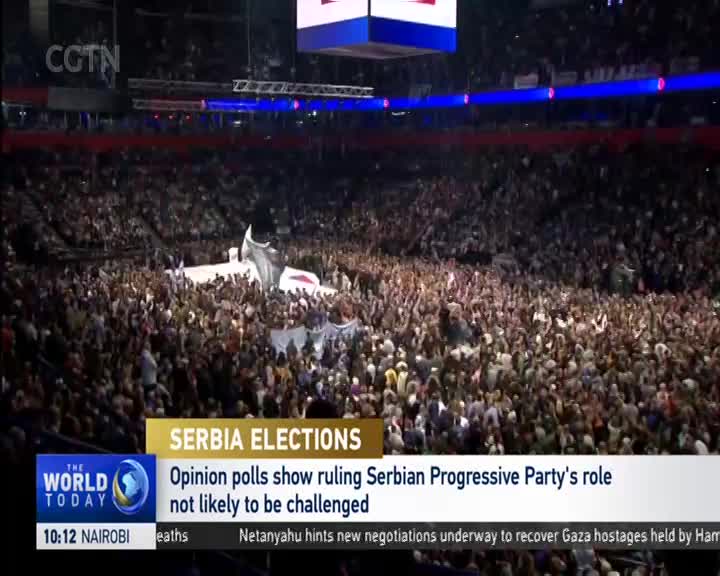 CGTN
SERBIA ELECTIONS
THE
WORLD
TODAY
Opinion polls show ruling Serbian Progressive Party's role
not likely to be challenged
10:12 NAIROBI
eaths Netanyahu hints new negotiations underway to recover Gaza hostages held by Ham